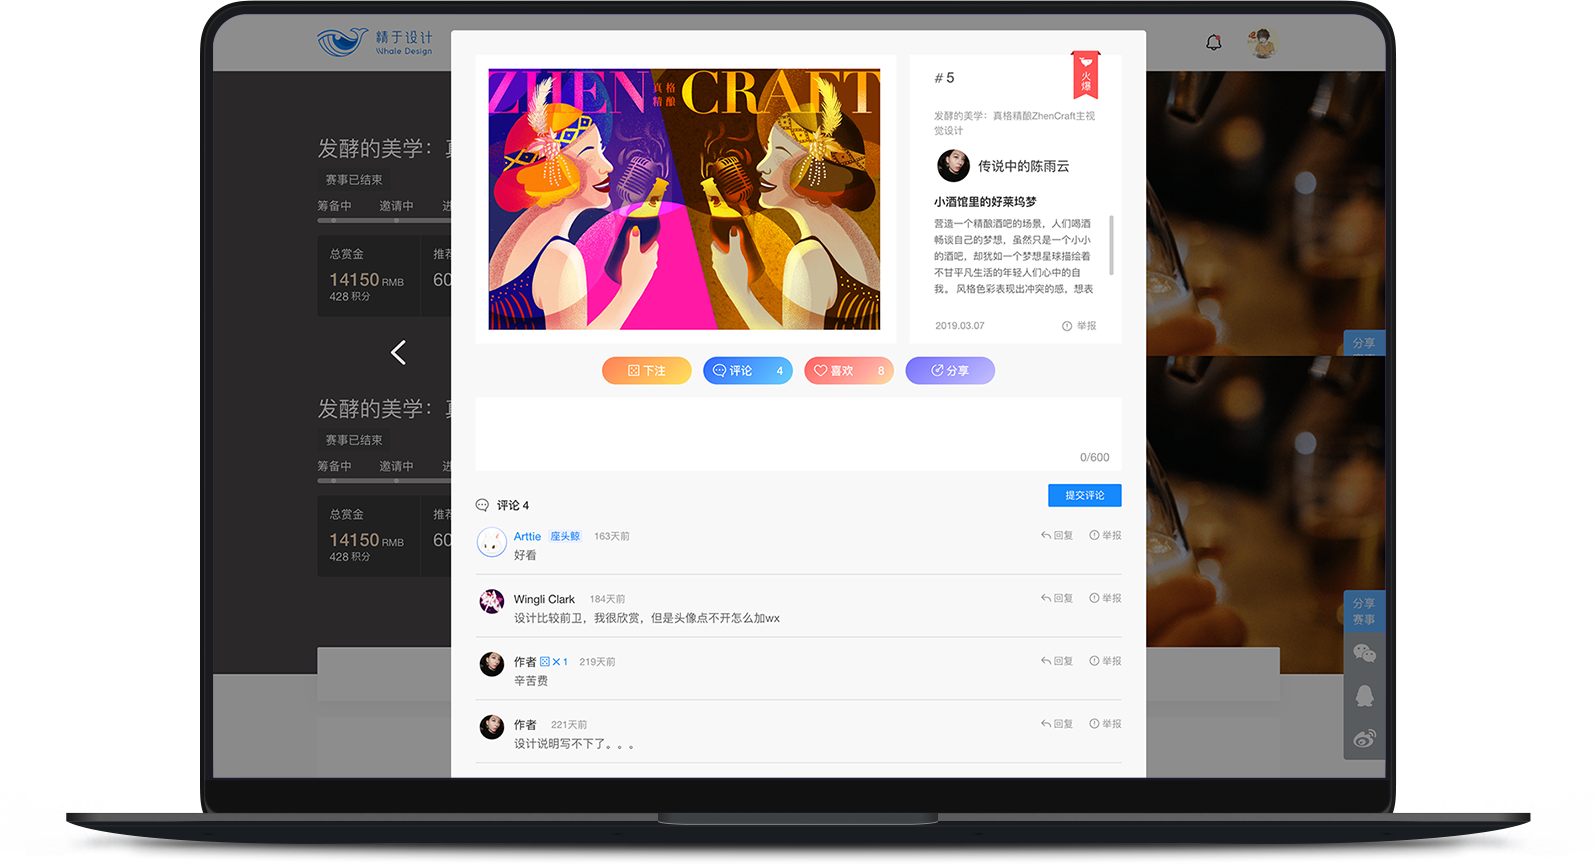 精于设计
Whale Design
发酵的美学：真
赛事已结束
筹备中 邀请中 进
总赏金 推荐
14150 RMB 60
428 积分
发酵的美学：真
赛事已结束
筹备中 邀请中 进
总赏金 推荐
14150 RMB 60
428 积分
ZHEN 真格精酿 CRAFT
# 5
火爆
发酵的美学：真格精酿ZhenCraft主视
觉设计
传说中的陈雨云
小酒馆里的好莱坞梦
营造一个精酿酒吧的场景，人们喝酒
畅谈自己的梦想，虽然只是一个小小
的酒吧，却犹如一个梦想星球描绘着
不甘平凡生活的年轻人们心中的自
我。 风格色彩表现出冲突的感，想表
2019.03.07 举报
下注 评论 4 喜欢 8 分享
0/600
提交评论
评论 4
Arttie 座头鲸 163天前 回复 举报
好看
Wingli Clark 184天前 回复 举报
设计比较前卫，我很欣赏，但是头像点不开怎么加wx
作者 × 1 219天前 回复 举报
辛苦费
作者 221天前 回复 举报
设计说明写不下了。。。
分享
分享
赛事